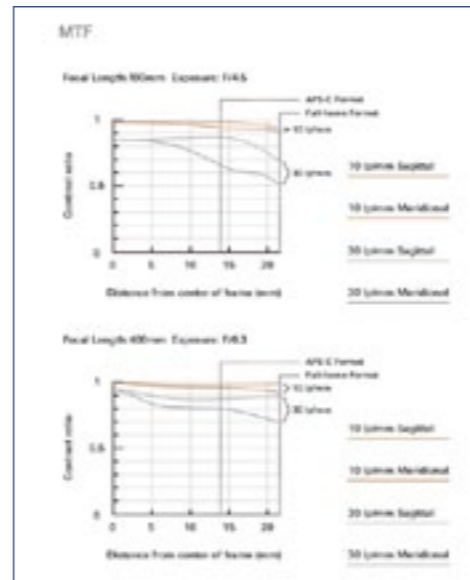 MTF
Focal Length 100mm Exposure: F/4.5
APS-C Format
Full-frame Format
1
10 lp/mm
Contrast ratio
0.5
30 lp/mm
0
0 5 10 15 20
Distance from center of frame (mm)
10 lp/mm Sagittal
10 lp/mm Meridional
30 lp/mm Sagittal
30 lp/mm Meridional
Focal Length 400mm Exposure: F/6.3
APS-C Format
Full-frame Format
1
10 lp/mm
30 lp/mm
Contrast ratio
0.5
0
0 5 10 15 20
Distance from center of frame (mm)
10 lp/mm Sagittal
10 lp/mm Meridional
30 lp/mm Sagittal
30 lp/mm Meridional